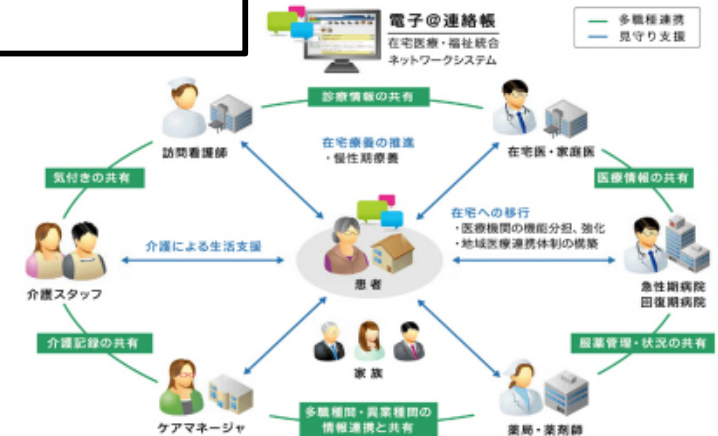 電子@連絡帳
在宅医療・福祉統合
ネットワークシステム
多職種連携
見守り支援
診療情報の共有
訪問看護師
在宅療養の推進
・慢性期療養
在宅医・家庭医
気付きの共有
医療情報の共有
在宅への移行
・医療機関の機能分担、強化
・地域医療連携体制の構築
介護による生活支援
介護スタッフ
患者
急性期病院
回復期病院
介護記録の共有
服薬管理・状況の共有
家族
ケアマネージャ
多職種間・異業種間の
情報連携と共有
薬局・薬剤師